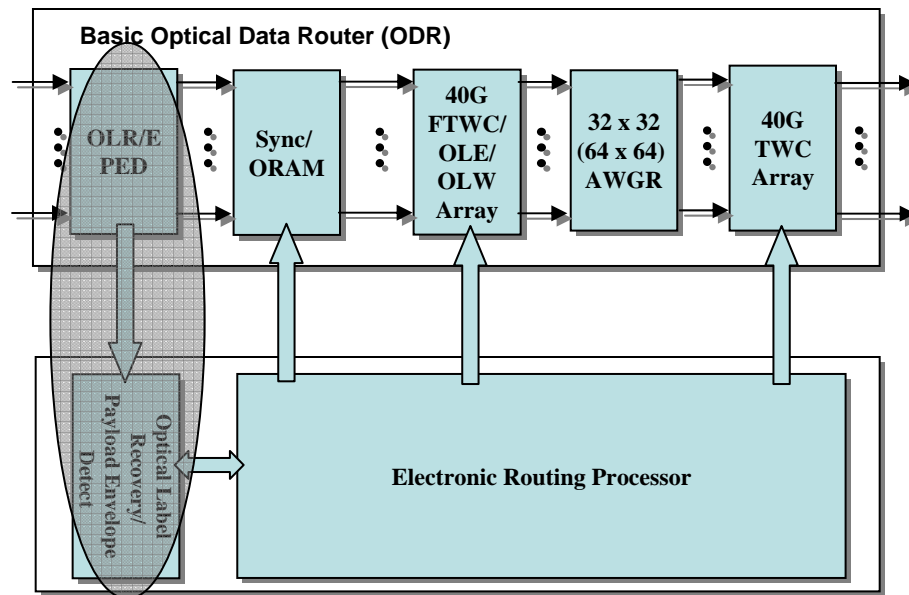 Basic Optical Data Router (ODR)
OLR/E
PED
Sync/
ORAM
40G
FTWC/
OLE/
OLW
Array
32 x 32
(64 x 64)
AWGR
40G
TWC
Array
Optical Label
Recovery/
Payload Envelope
Detect
Electronic Routing Processor